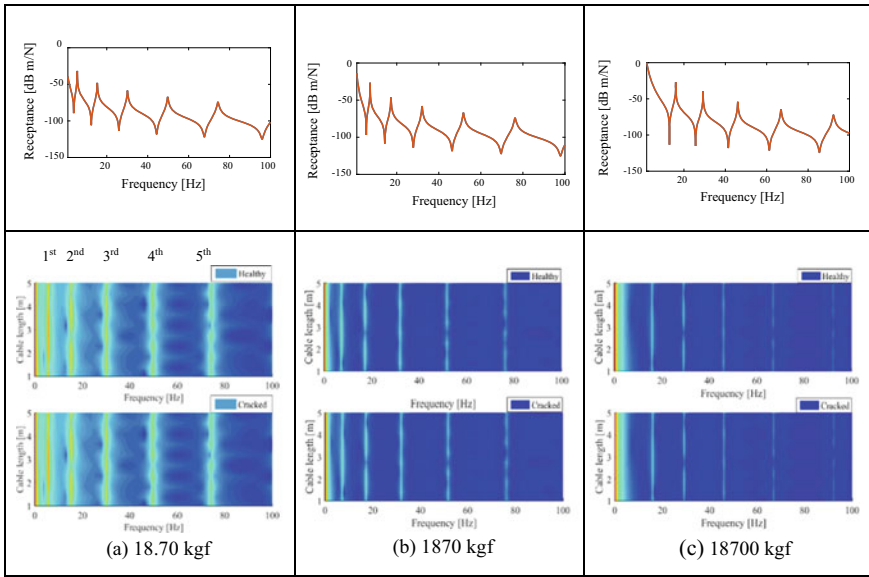 0
-50
-100
-150
0 20 40 60 80 100
Receptance [dB m/N]
Frequency [Hz]
0
-50
-100
-150
0 20 40 60 80 100
Receptance [dB m/N]
Frequency [Hz]
0
-50
-100
-150
0 20 40 60 80 100
Receptance [dB m/N]
Frequency [Hz]
1st 2nd 3rd 4th 5th
Healthy
5
4
3
2
1
Cable length [m]
0 20 40 60 80 100
Frequency [Hz]
Cracked
5
4
3
2
1
Cable length [m]
0 20 40 60 80 100
Frequency [Hz]
(a) 18.70 kgf
Healthy
5
4
3
2
1
Cable length [m]
0 20 40 60 80 100
Frequency [Hz]
Cracked
5
4
3
2
1
Cable length [m]
0 20 40 60 80 100
Frequency [Hz]
(b) 1870 kgf
Healthy
5
4
3
2
1
Cable length [m]
0 20 40 60 80 100
Frequency [Hz]
Cracked
5
4
3
2
1
Cable length [m]
0 20 40 60 80 100
Frequency [Hz]
(c) 18700 kgf